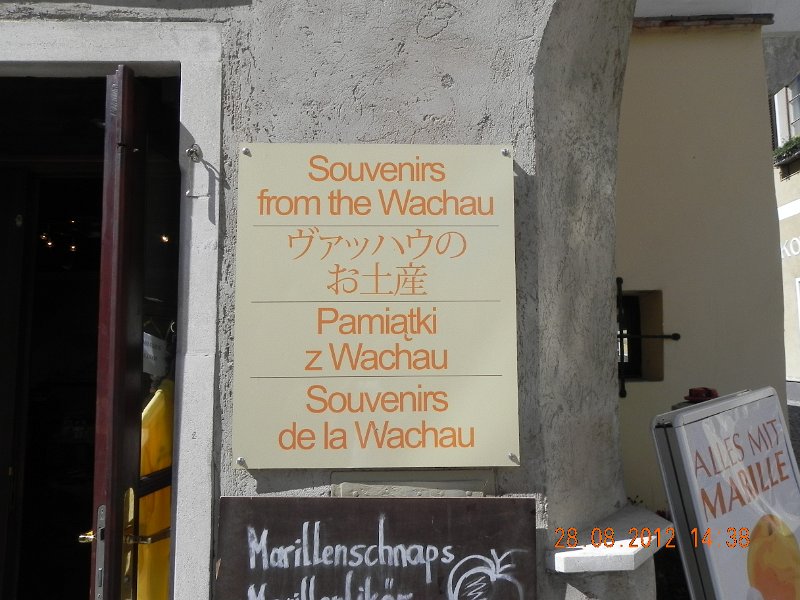 Souvenirs
from the Wachau
ヴァッハウの
お土産
Pamiątki
z Wachau
Souvenirs
de la Wachau
Marillenschnaps
Marillenlikör
ALLES MIT
MARILLE
28.08.2012 14:38